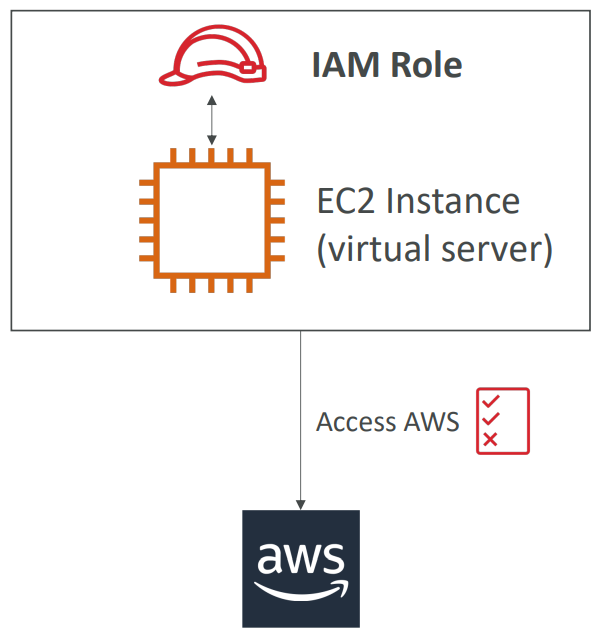 IAM Role
EC2 Instance
(virtual server)
Access AWS
aws